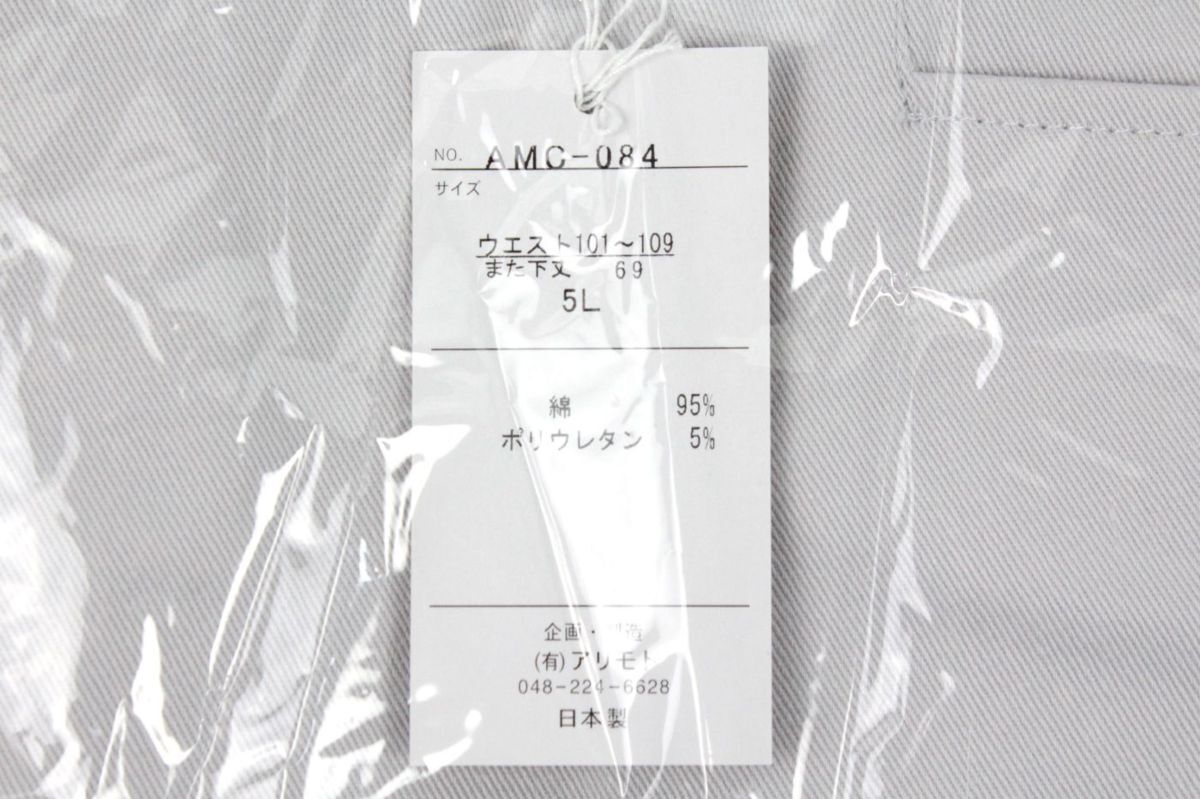 NO. AMC-084
サイズ
ウエスト101～109
また下丈 69
5L
綿 95%
ポリウレタン 5%
企画・製造
(有)アリモト
048-224-6628
日本製